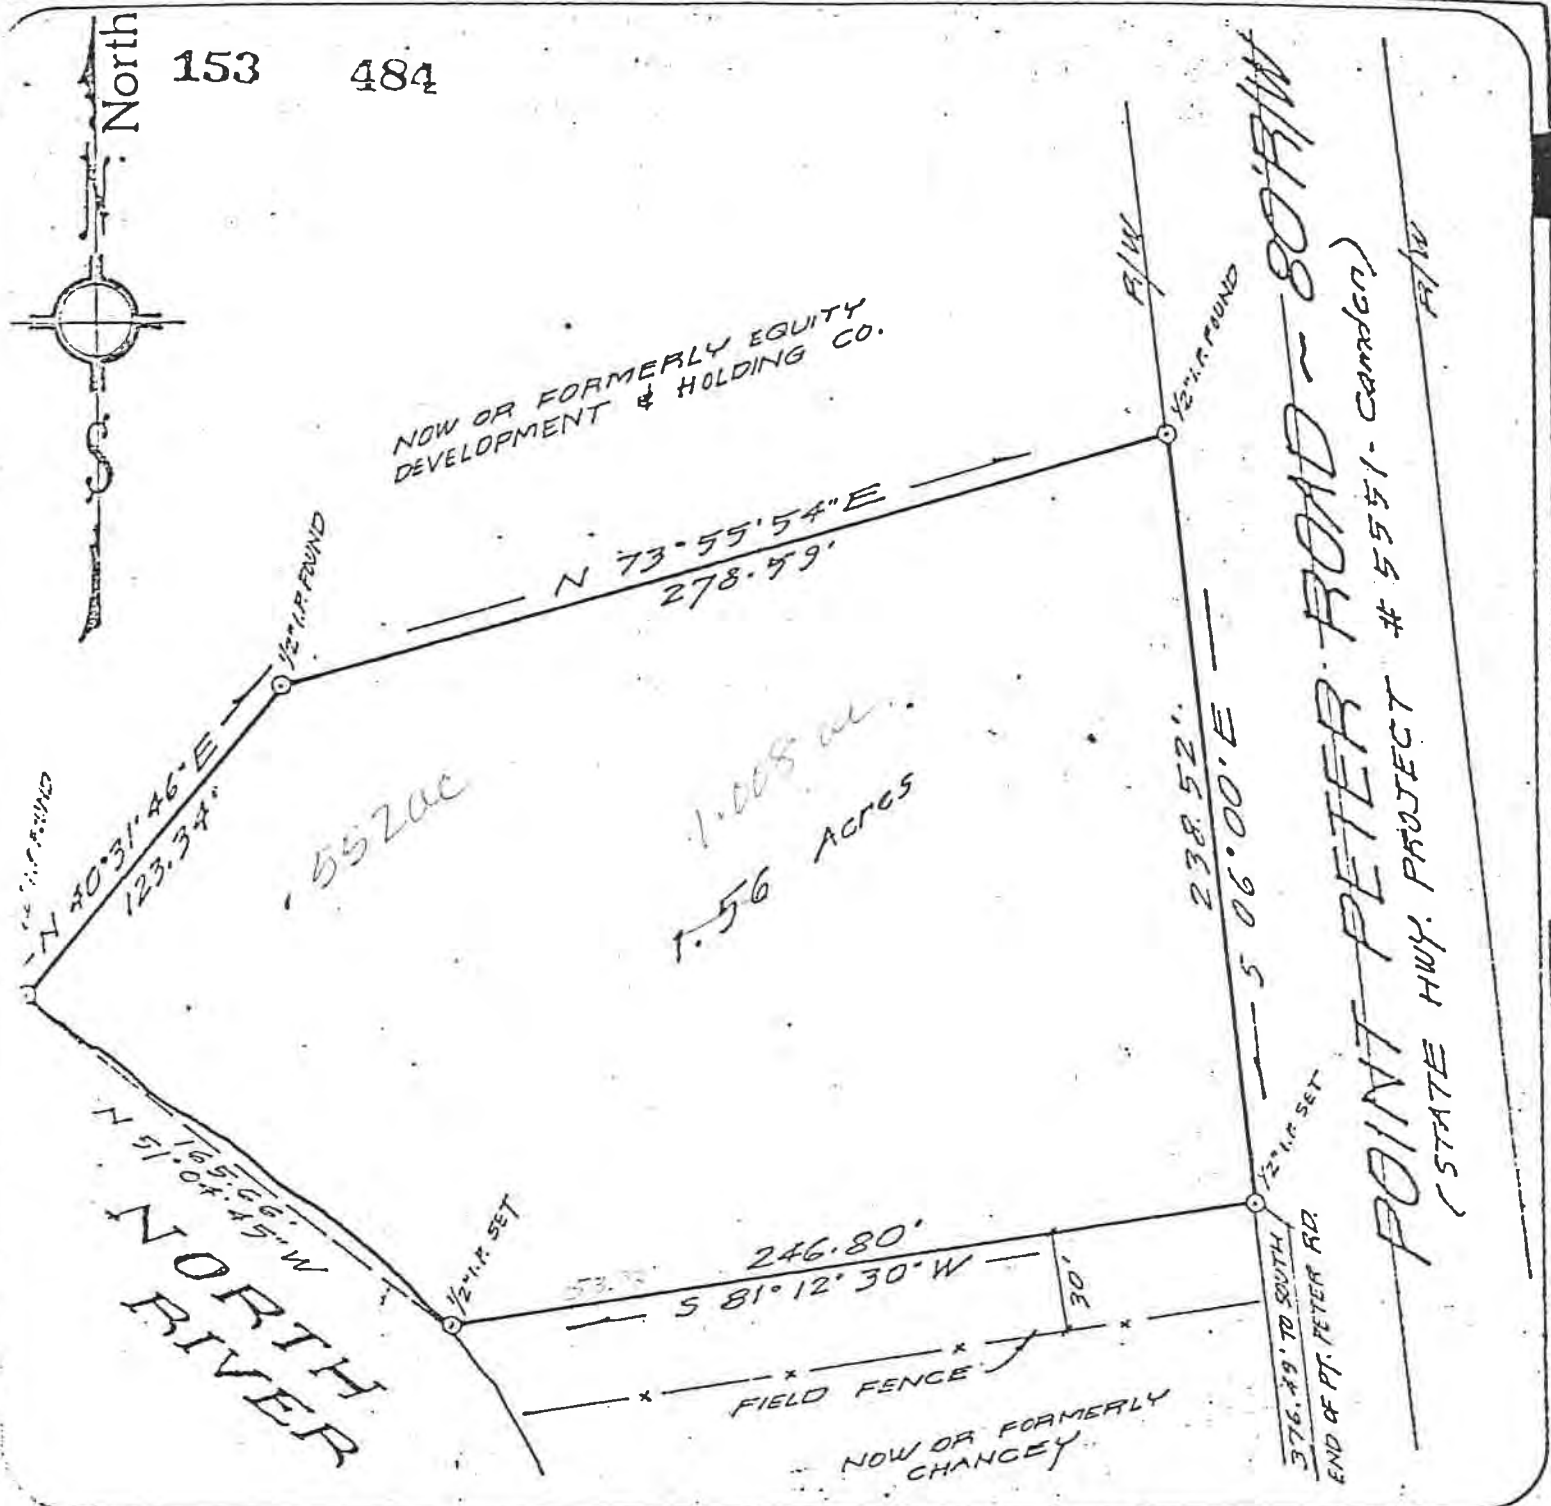 North
153 484
S
NOW OR FORMERLY EQUITY
DEVELOPMENT & HOLDING CO.
R/W
1/2" I.P. FOUND
POINT PETER ROAD ~ 80' R/W
(STATE HWY. PROJECT # 5551 - Camden)
R/W
N 73° 55' 54" E
278.59'
1/2" I.P. FOUND
I.P. FOUND
N 40° 31' 46" E
123.34'
.552 ac
1.008 ac.
1.56 Acres
238.52'
S 06° 00' E
N 51° 04' 45" W
165.66'
NORTH
RIVER
1/2" I.P. SET
246.80'
S 81° 12' 30" W
30'
1/2" I.P. SET
376.49' TO SOUTH
END OF PT. PETER RD.
FIELD FENCE
NOW OR FORMERLY
CHANCEY